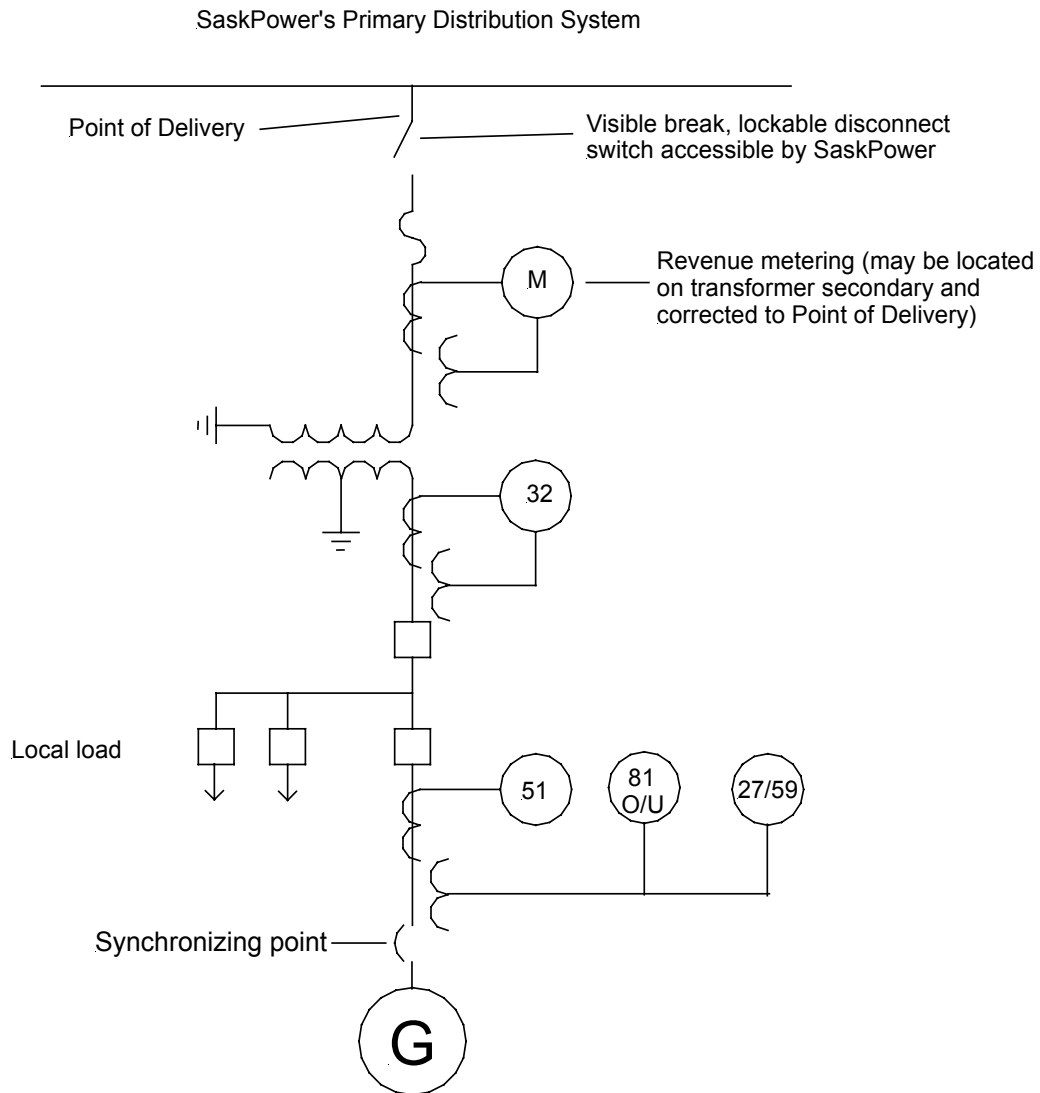 SaskPower's Primary Distribution System
Point of Delivery
Visible break, lockable disconnect
switch accessible by SaskPower
M
Revenue metering (may be located
on transformer secondary and
corrected to Point of Delivery)
32
Local load
51
81
O/U
27/59
Synchronizing point
G